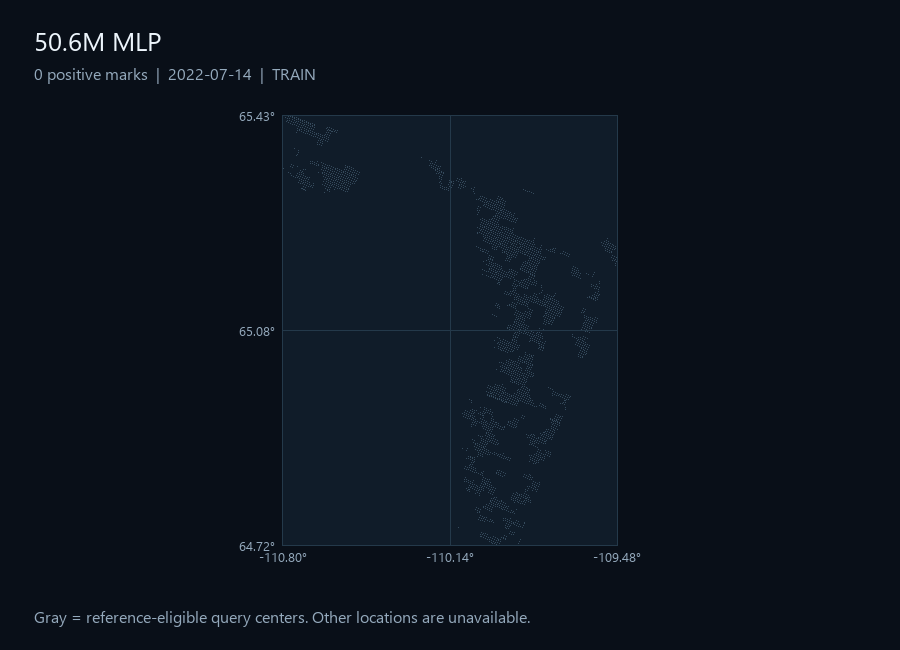 50.6M MLP
0 positive marks | 2022-07-14 | TRAIN
65.43°
65.08°
64.72°
-110.80°
-110.14°
-109.48°
Gray = reference-eligible query centers. Other locations are unavailable.